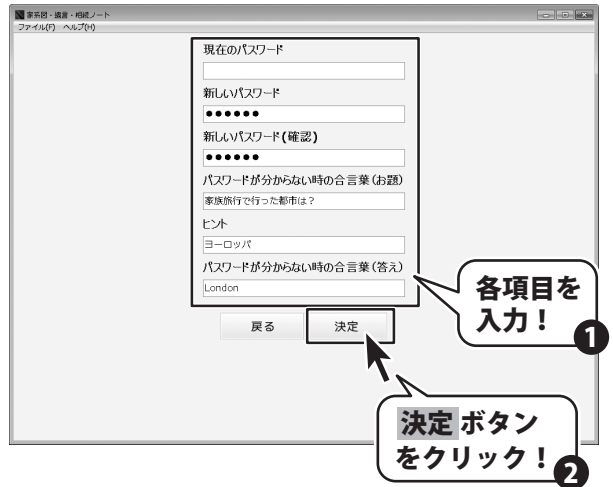 家系図・遺言・相続ノート
ファイル(F) ヘルプ(H)
現在のパスワード
新しいパスワード
●●●●●●
新しいパスワード(確認)
●●●●●●
パスワードが分からない時の合言葉(お題)
家族旅行で行った都市は?
ヒント
ヨーロッパ
パスワードが分からない時の合言葉(答え)
London
戻る 決定
各項目を
入力!
1
決定 ボタン
をクリック!
2